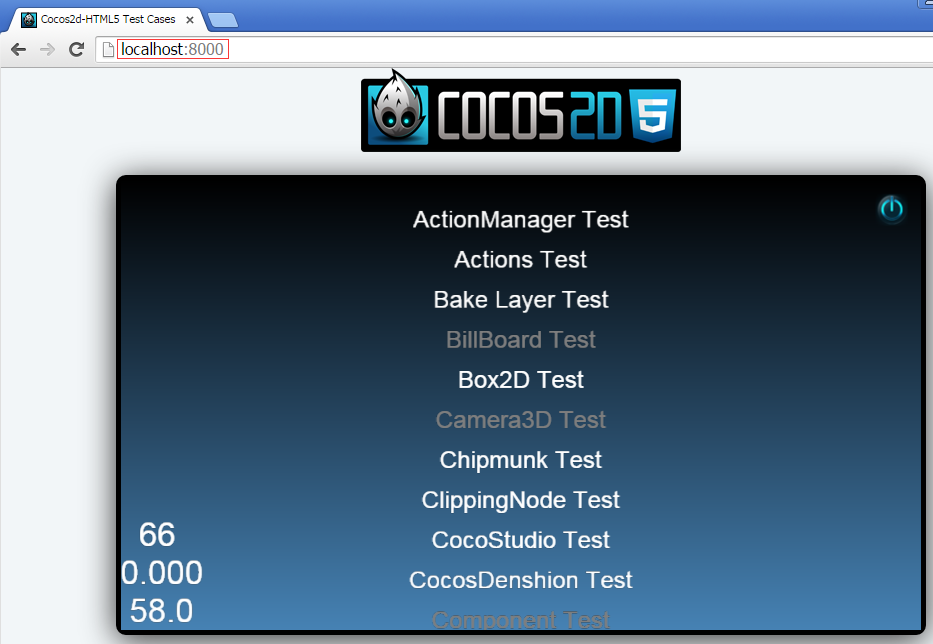 Cocos2d-HTML5 Test Cases
localhost:8000
COCOS2D 5
ActionManager Test
Actions Test
Bake Layer Test
BillBoard Test
Box2D Test
Camera3D Test
Chipmunk Test
ClippingNode Test
CocoStudio Test
CocosDenshion Test
Component Test
66
0.000
58.0